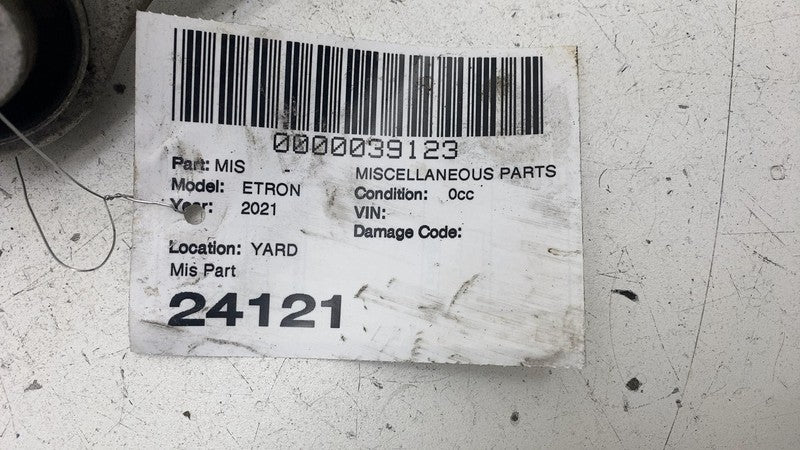 0000039123
Part: MIS MISCELLANEOUS PARTS
Model: ETRON Condition: 0cc
Year: 2021 VIN:
Damage Code:
Location: YARD
Mis Part
24121